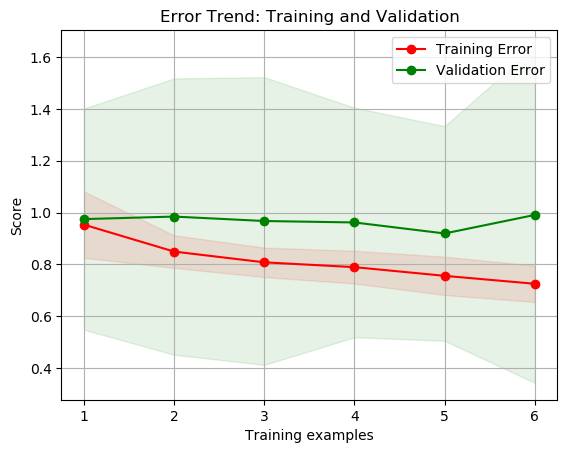 Error Trend: Training and Validation
Training Error
Validation Error
Score
1.6
1.4
1.2
1.0
0.8
0.6
0.4
1 2 3 4 5 6
Training examples